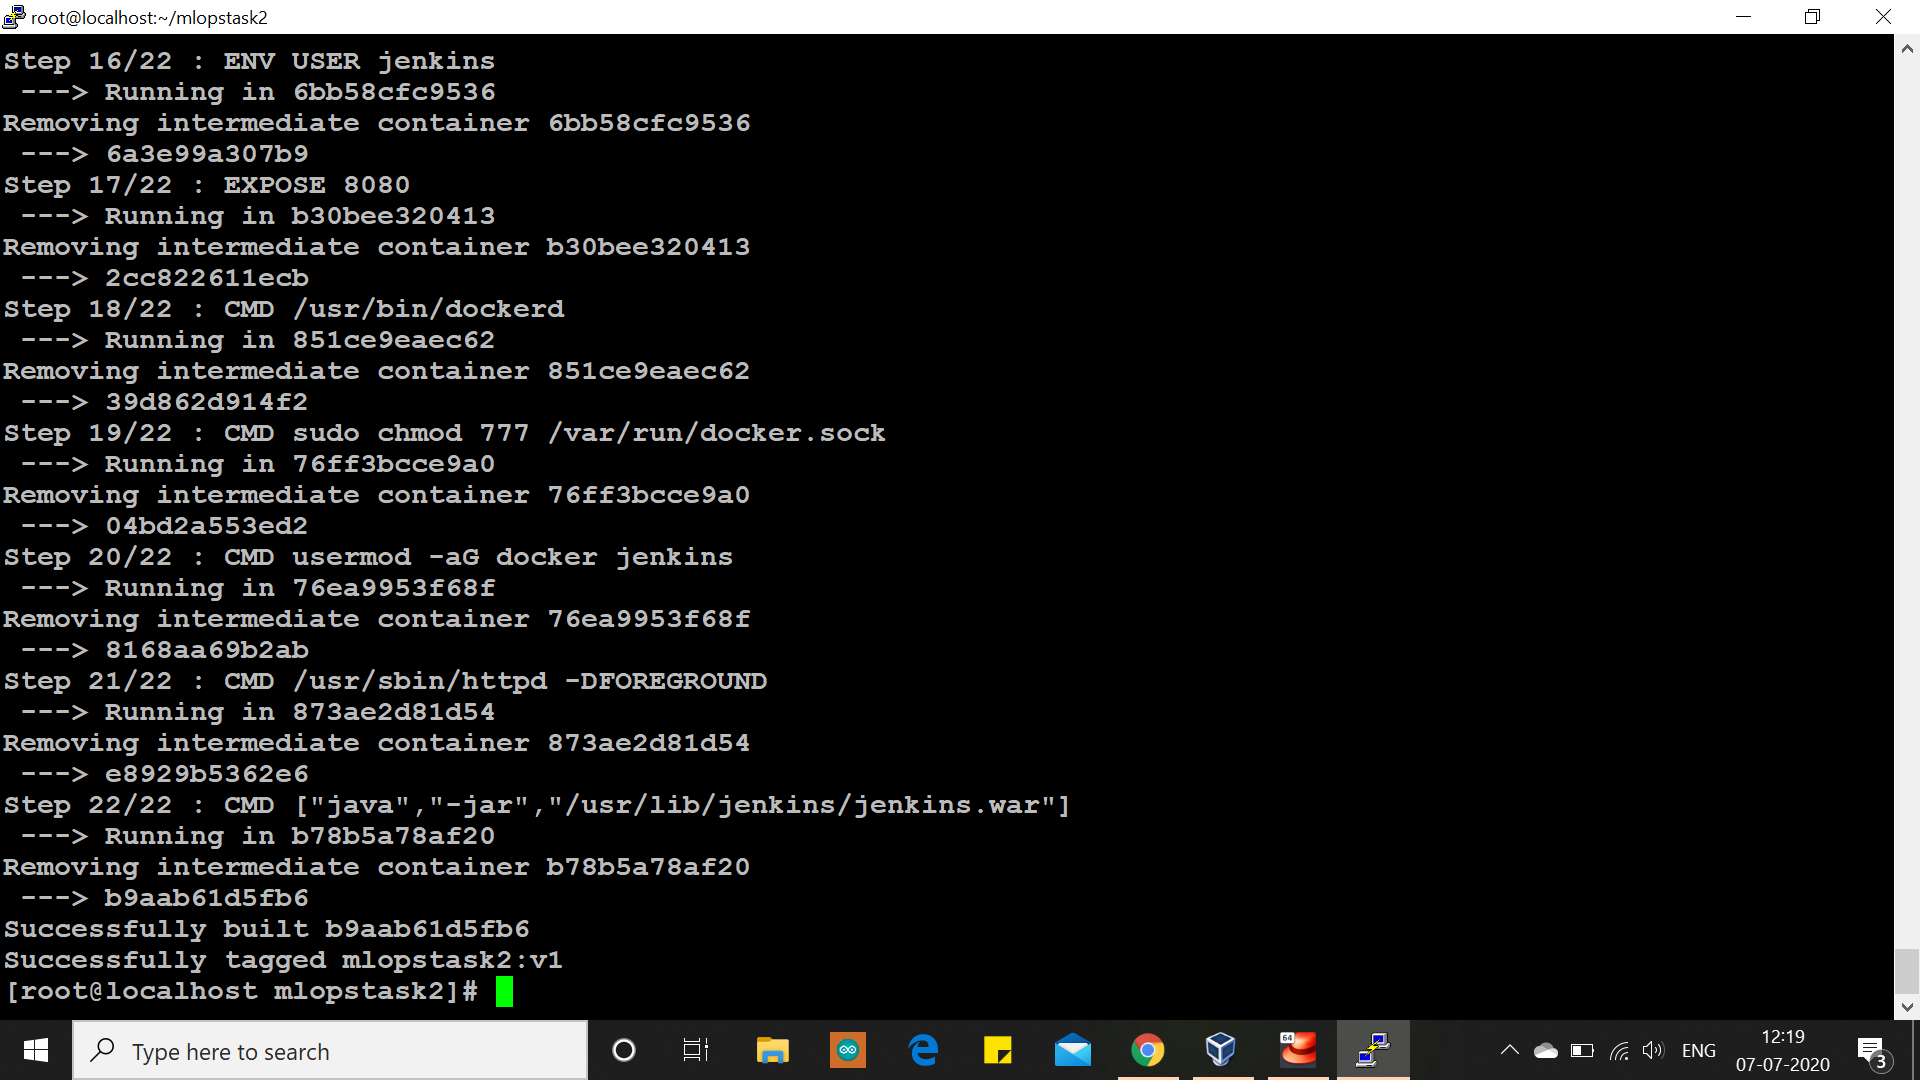 root@localhost:~/mlopstask2
Step 16/22 : ENV USER jenkins
 ---> Running in 6bb58cfc9536
Removing intermediate container 6bb58cfc9536
 ---> 6a3e99a307b9
Step 17/22 : EXPOSE 8080
 ---> Running in b30bee320413
Removing intermediate container b30bee320413
 ---> 2cc822611ecb
Step 18/22 : CMD /usr/bin/dockerd
 ---> Running in 851ce9eaec62
Removing intermediate container 851ce9eaec62
 ---> 39d862d914f2
Step 19/22 : CMD sudo chmod 777 /var/run/docker.sock
 ---> Running in 76ff3bcce9a0
Removing intermediate container 76ff3bcce9a0
 ---> 04bd2a553ed2
Step 20/22 : CMD usermod -aG docker jenkins
 ---> Running in 76ea9953f68f
Removing intermediate container 76ea9953f68f
 ---> 8168aa69b2ab
Step 21/22 : CMD /usr/sbin/httpd -DFOREGROUND
 ---> Running in 873ae2d81d54
Removing intermediate container 873ae2d81d54
 ---> e8929b5362e6
Step 22/22 : CMD ["java","-jar","/usr/lib/jenkins/jenkins.war"]
 ---> Running in b78b5a78af20
Removing intermediate container b78b5a78af20
 ---> b9aab61d5fb6
Successfully built b9aab61d5fb6
Successfully tagged mlopstask2:v1
[root@localhost mlopstask2]#
Type here to search
64
ENG
12:19
07-07-2020
3